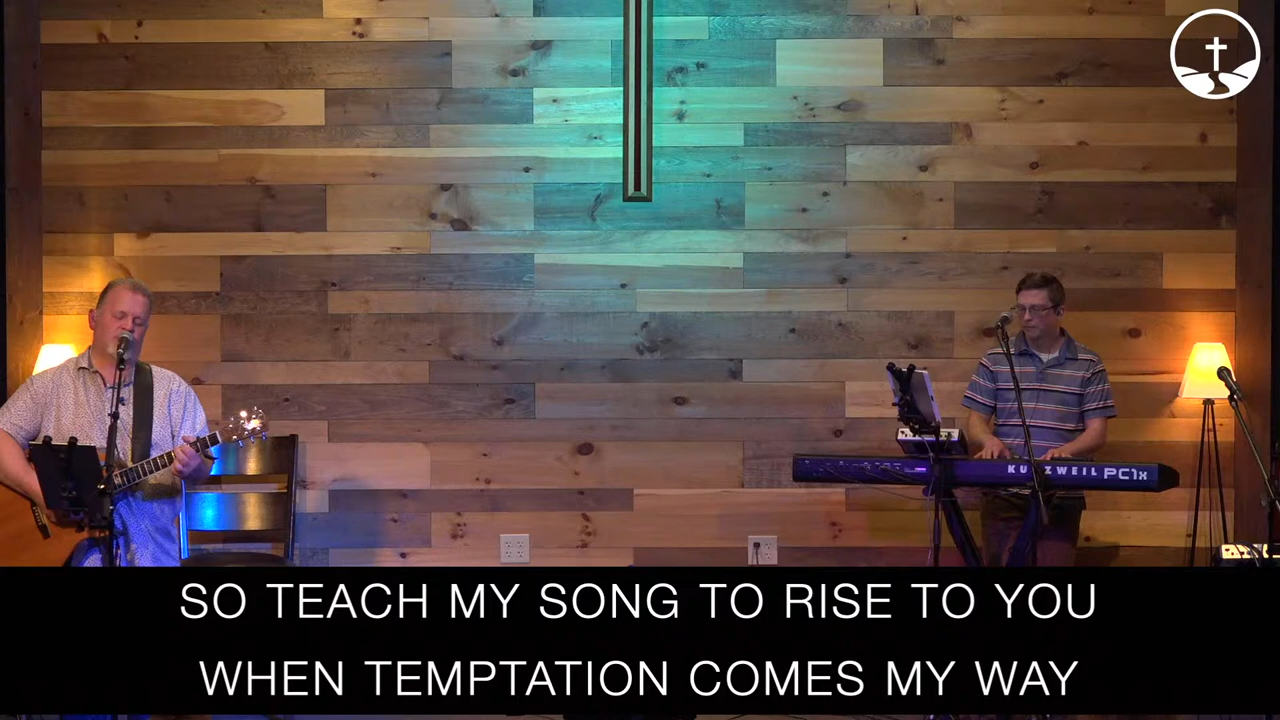 KURZWEIL PC1x
SO TEACH MY SONG TO RISE TO YOU
WHEN TEMPTATION COMES MY WAY